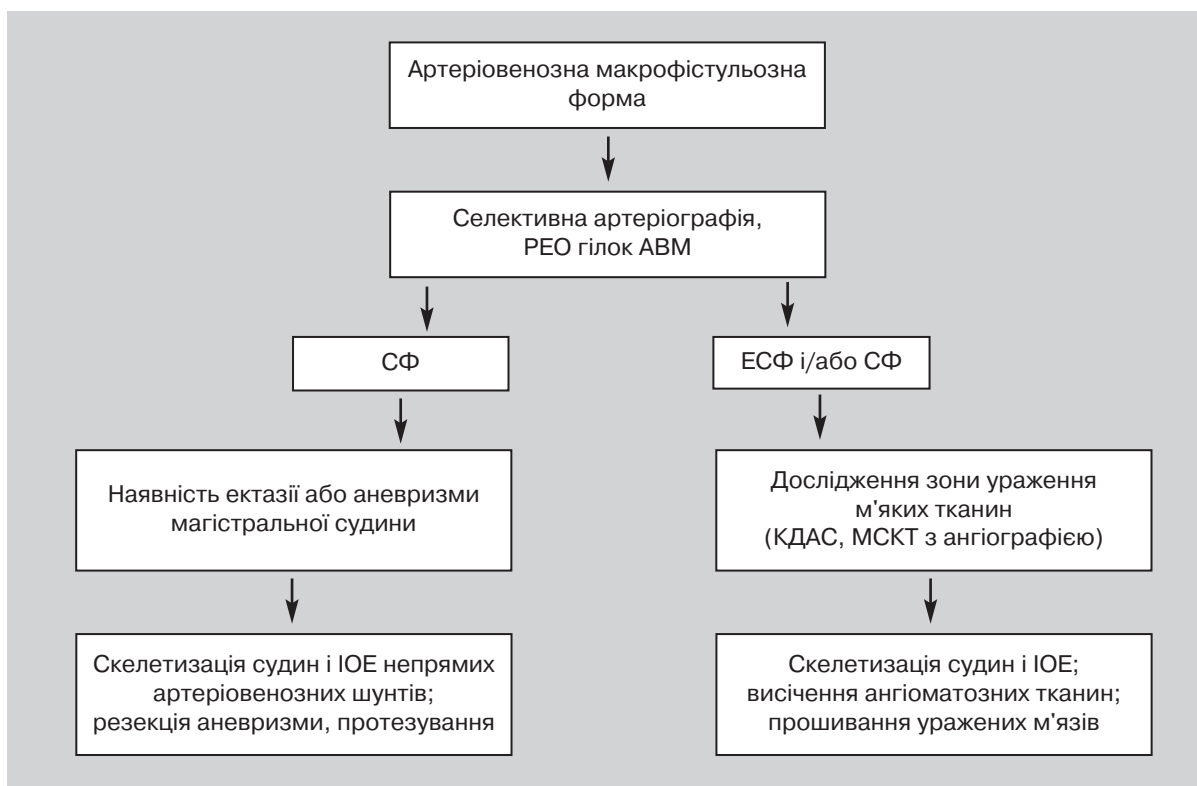 Артеріовенозна макрофістульозна
форма
Селективна артеріографія,
РЕО гілок АВМ
СФ
ЕСФ і/або СФ
Наявність ектазії або аневризми
магістральної судини
Дослідження зони ураження
м'яких тканин
(КДАС, МСКТ з ангіографією)
Скелетизація судин і ІОЕ непрямих
артеріовенозних шунтів;
резекція аневризми, протезування
Скелетизація судин і ІОЕ;
висічення ангіоматозних тканин;
прошивання уражених м'язів